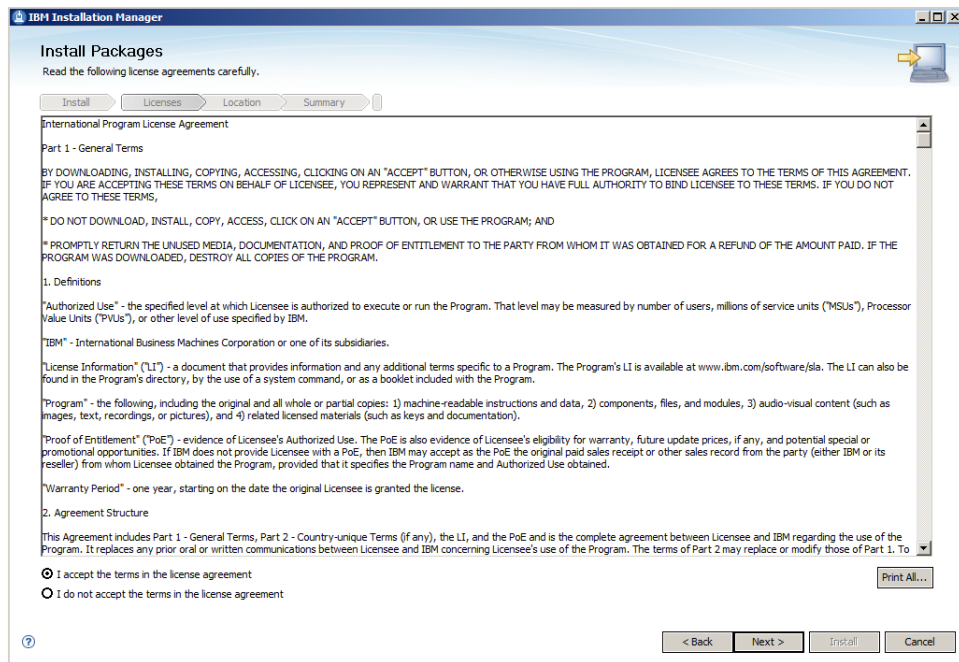 IBM Installation Manager
Install Packages
Read the following license agreements carefully.
Install
Licenses
Location
Summary
International Program License Agreement
Part 1 - General Terms
BY DOWNLOADING, INSTALLING, COPYING, ACCESSING, CLICKING ON AN "ACCEPT" BUTTON, OR OTHERWISE USING THE PROGRAM, LICENSEE AGREES TO THE TERMS OF THIS AGREEMENT.
IF YOU ARE ACCEPTING THESE TERMS ON BEHALF OF LICENSEE, YOU REPRESENT AND WARRANT THAT YOU HAVE FULL AUTHORITY TO BIND LICENSEE TO THESE TERMS. IF YOU DO NOT
AGREE TO THESE TERMS,
* DO NOT DOWNLOAD, INSTALL, COPY, ACCESS, CLICK ON AN "ACCEPT" BUTTON, OR USE THE PROGRAM; AND
* PROMPTLY RETURN THE UNUSED MEDIA, DOCUMENTATION, AND PROOF OF ENTITLEMENT TO THE PARTY FROM WHOM IT WAS OBTAINED FOR A REFUND OF THE AMOUNT PAID. IF THE
PROGRAM WAS DOWNLOADED, DESTROY ALL COPIES OF THE PROGRAM.
1. Definitions
"Authorized Use" - the specified level at which Licensee is authorized to execute or run the Program. That level may be measured by number of users, millions of service units ("MSUs"), Processor
Value Units ("PVUs"), or other level of use specified by IBM.
"IBM" - International Business Machines Corporation or one of its subsidiaries.
"License Information" ("LI") - a document that provides information and any additional terms specific to a Program. The Program's LI is available at www.ibm.com/software/sla. The LI can also be
found in the Program's directory, by the use of a system command, or as a booklet included with the Program.
"Program" - the following, including the original and all whole or partial copies: 1) machine-readable instructions and data, 2) components, files, and modules, 3) audio-visual content (such as
images, text, recordings, or pictures), and 4) related licensed materials (such as keys and documentation).
"Proof of Entitlement" ("PoE") - evidence of Licensee's Authorized Use. The PoE is also evidence of Licensee's eligibility for warranty, future update prices, if any, and potential special or
promotional opportunities. If IBM does not provide Licensee with a PoE, then IBM may accept as the PoE the original paid sales receipt or other sales record from the party (either IBM or its
reseller) from whom Licensee obtained the Program, provided that it specifies the Program name and Authorized Use obtained.
"Warranty Period" - one year, starting on the date the original Licensee is granted the license.
2. Agreement Structure
This Agreement includes Part 1 - General Terms, Part 2 - Country-unique Terms (if any), the LI, and the PoE and is the complete agreement between Licensee and IBM regarding the use of the
Program. It replaces any prior oral or written communications between Licensee and IBM concerning Licensee's use of the Program. The terms of Part 2 may replace or modify those of Part 1. To
I accept the terms in the license agreement
Print All...
I do not accept the terms in the license agreement
?
< Back
Next >
Install
Cancel